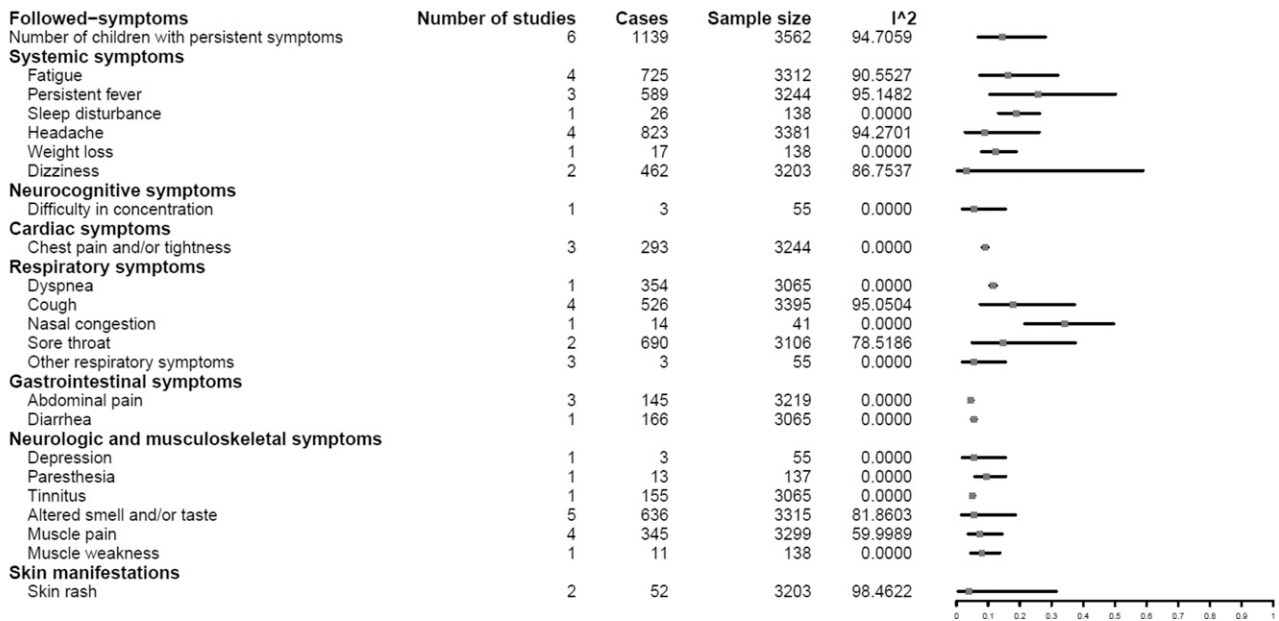 Followed−symptoms Number of studies Cases Sample size I^2
Number of children with persistent symptoms 6 1139 3562 94.7059
Systemic symptoms
Fatigue 4 725 3312 90.5527
Persistent fever 3 589 3244 95.1482
Sleep disturbance 1 26 138 0.0000
Headache 4 823 3381 94.2701
Weight loss 1 17 138 0.0000
Dizziness 2 462 3203 86.7537
Neurocognitive symptoms
Difficulty in concentration 1 3 55 0.0000
Cardiac symptoms
Chest pain and/or tightness 3 293 3244 0.0000
Respiratory symptoms
Dyspnea 1 354 3065 0.0000
Cough 4 526 3395 95.0504
Nasal congestion 1 14 41 0.0000
Sore throat 2 690 3106 78.5186
Other respiratory symptoms 3 3 55 0.0000
Gastrointestinal symptoms
Abdominal pain 3 145 3219 0.0000
Diarrhea 1 166 3065 0.0000
Neurologic and musculoskeletal symptoms
Depression 1 3 55 0.0000
Paresthesia 1 13 137 0.0000
Tinnitus 1 155 3065 0.0000
Altered smell and/or taste 5 636 3315 81.8603
Muscle pain 4 345 3299 59.9989
Muscle weakness 1 11 138 0.0000
Skin manifestations
Skin rash 2 52 3203 98.4622
0 0.1 0.2 0.3 0.4 0.5 0.6 0.7 0.8 0.9 1